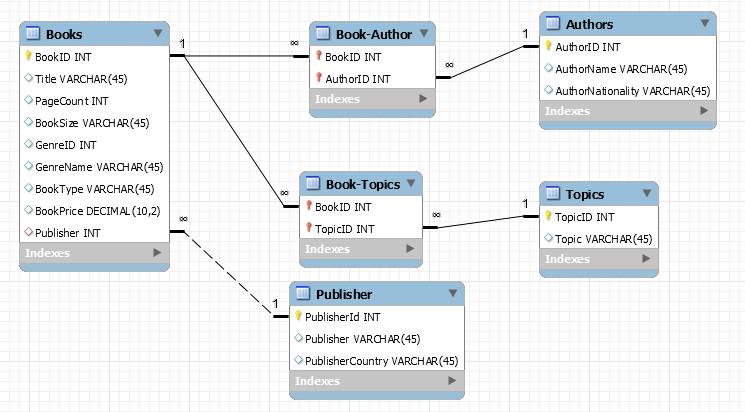 Books
BookID INT
Title VARCHAR(45)
PageCount INT
BookSize VARCHAR(45)
GenreID INT
GenreName VARCHAR(45)
BookType VARCHAR(45)
BookPrice DECIMAL(10,2)
Publisher INT
Indexes
1
∞
∞
∞
Book-Author
BookID INT
AuthorID INT
Indexes
∞
1
Authors
AuthorID INT
AuthorName VARCHAR(45)
AuthorNationality VARCHAR(45)
Indexes
Book-Topics
BookID INT
TopicID INT
Indexes
∞
1
Topics
TopicID INT
Topic VARCHAR(45)
Indexes
1
Publisher
PublisherId INT
Publisher VARCHAR(45)
PublisherCountry VARCHAR(45)
Indexes